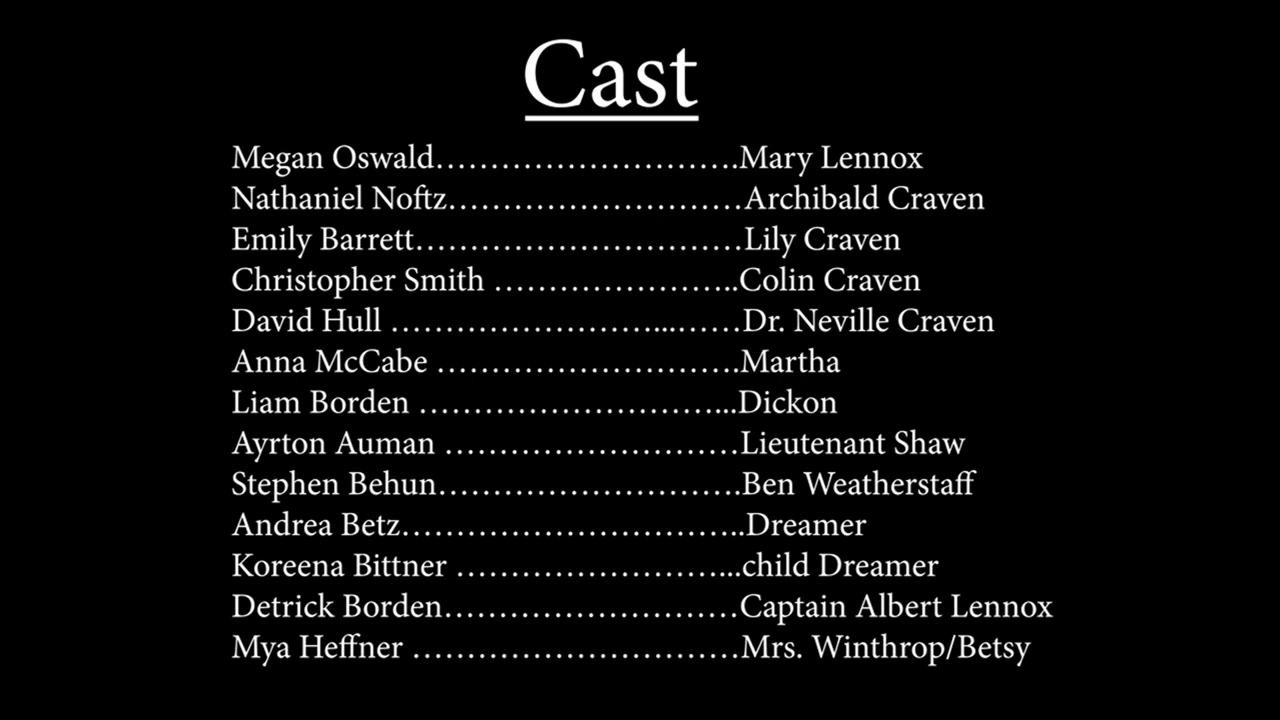 Cast
Megan Oswald……………………………Mary Lennox
Nathaniel Noftz…………………………Archibald Craven
Emily Barrett………………………………Lily Craven
Christopher Smith ……………………..Colin Craven
David Hull ………………………...……Dr. Neville Craven
Anna McCabe ………………………….Martha
Liam Borden …………………………...Dickon
Ayrton Auman …………………………Lieutenant Shaw
Stephen Behun………………………….Ben Weatherstaff
Andrea Betz……………………………..Dreamer
Koreena Bittner ………………………...child Dreamer
Detrick Borden…………………………Captain Albert Lennox
Mya Heffner ……………………………Mrs. Winthrop/Betsy